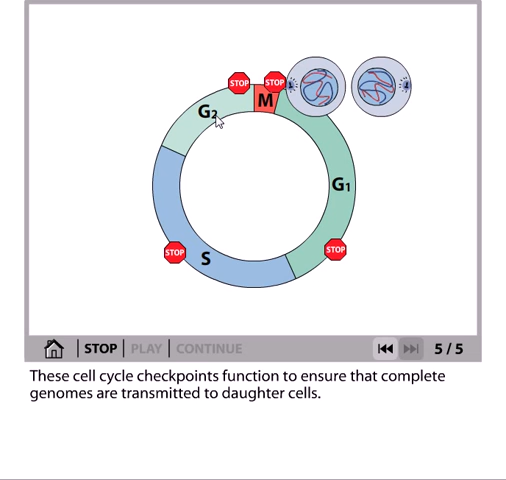 STOP STOP
M
G2
G1
STOP
STOP
S
STOP PLAY CONTINUE 5 / 5
These cell cycle checkpoints function to ensure that complete
genomes are transmitted to daughter cells.